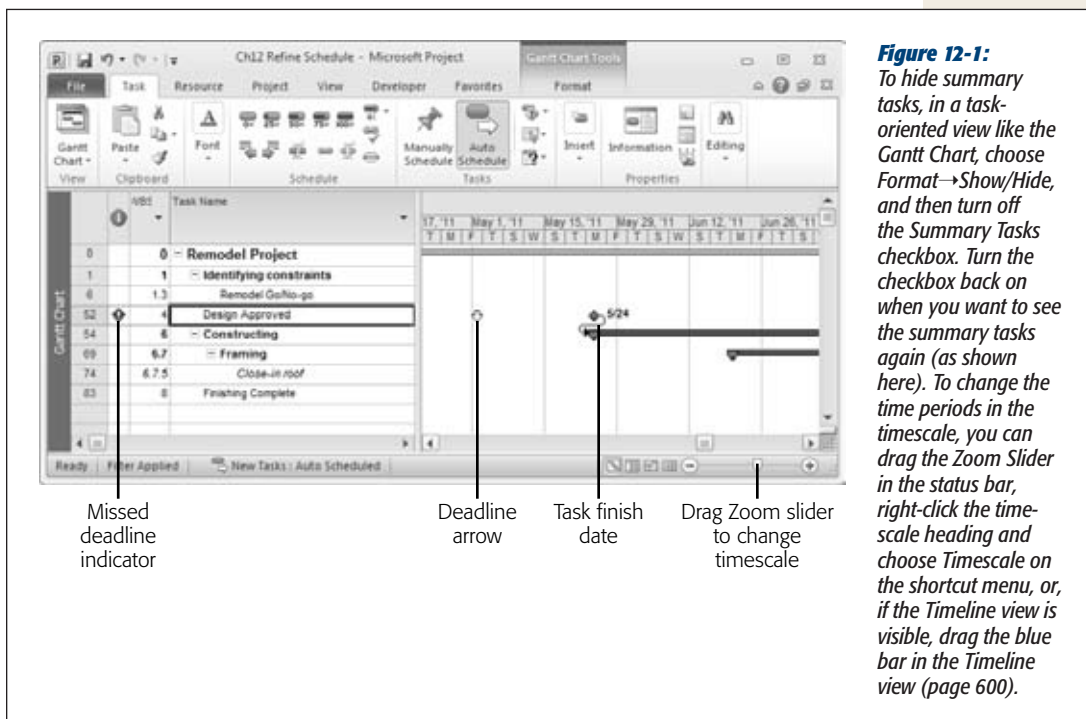 Ch12 Refine Schedule - Microsoft Project
Gantt Chart Tools
File Task Resource Project View Developer Favorites Format
Gantt Chart
Paste
Font
Manually Schedule
Auto Schedule
Insert
Information
Editing
View Clipboard Schedule Tasks Properties
WBS Task Name
17, '11 May 1, '11 May 15, '11 May 29, '11 Jun 12, '11 Jun 26, '11
T M F T S W S T M F T S W S T M F T S
Gantt Chart
0 0 Remodel Project
1 1 Identifying constraints
6 1.3 Remodel Go/No-go
52 4 Design Approved 5/24
54 6 Constructing
69 6.7 Framing
74 6.7.5 Close-in roof
83 8 Finishing Complete
Ready Filter Applied New Tasks : Auto Scheduled
Missed
deadline
indicator
Deadline
arrow
Task finish
date
Drag Zoom slider
to change
timescale
Figure 12-1:
To hide summary
tasks, in a task-
oriented view like the
Gantt Chart, choose
Format→Show/Hide,
and then turn off
the Summary Tasks
checkbox. Turn the
checkbox back on
when you want to see
the summary tasks
again (as shown
here). To change the
time periods in the
timescale, you can
drag the Zoom Slider
in the status bar,
right-click the time-
scale heading and
choose Timescale on
the shortcut menu, or,
if the Timeline view is
visible, drag the blue
bar in the Timeline
view (page 600).